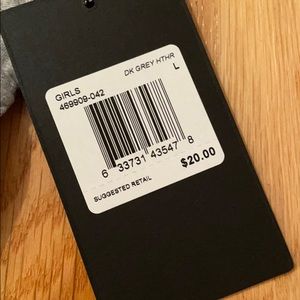 GIRLS
DK GREY HTHR
469909-042
L
6 33731 43547 8
$20.00
SUGGESTED RETAIL